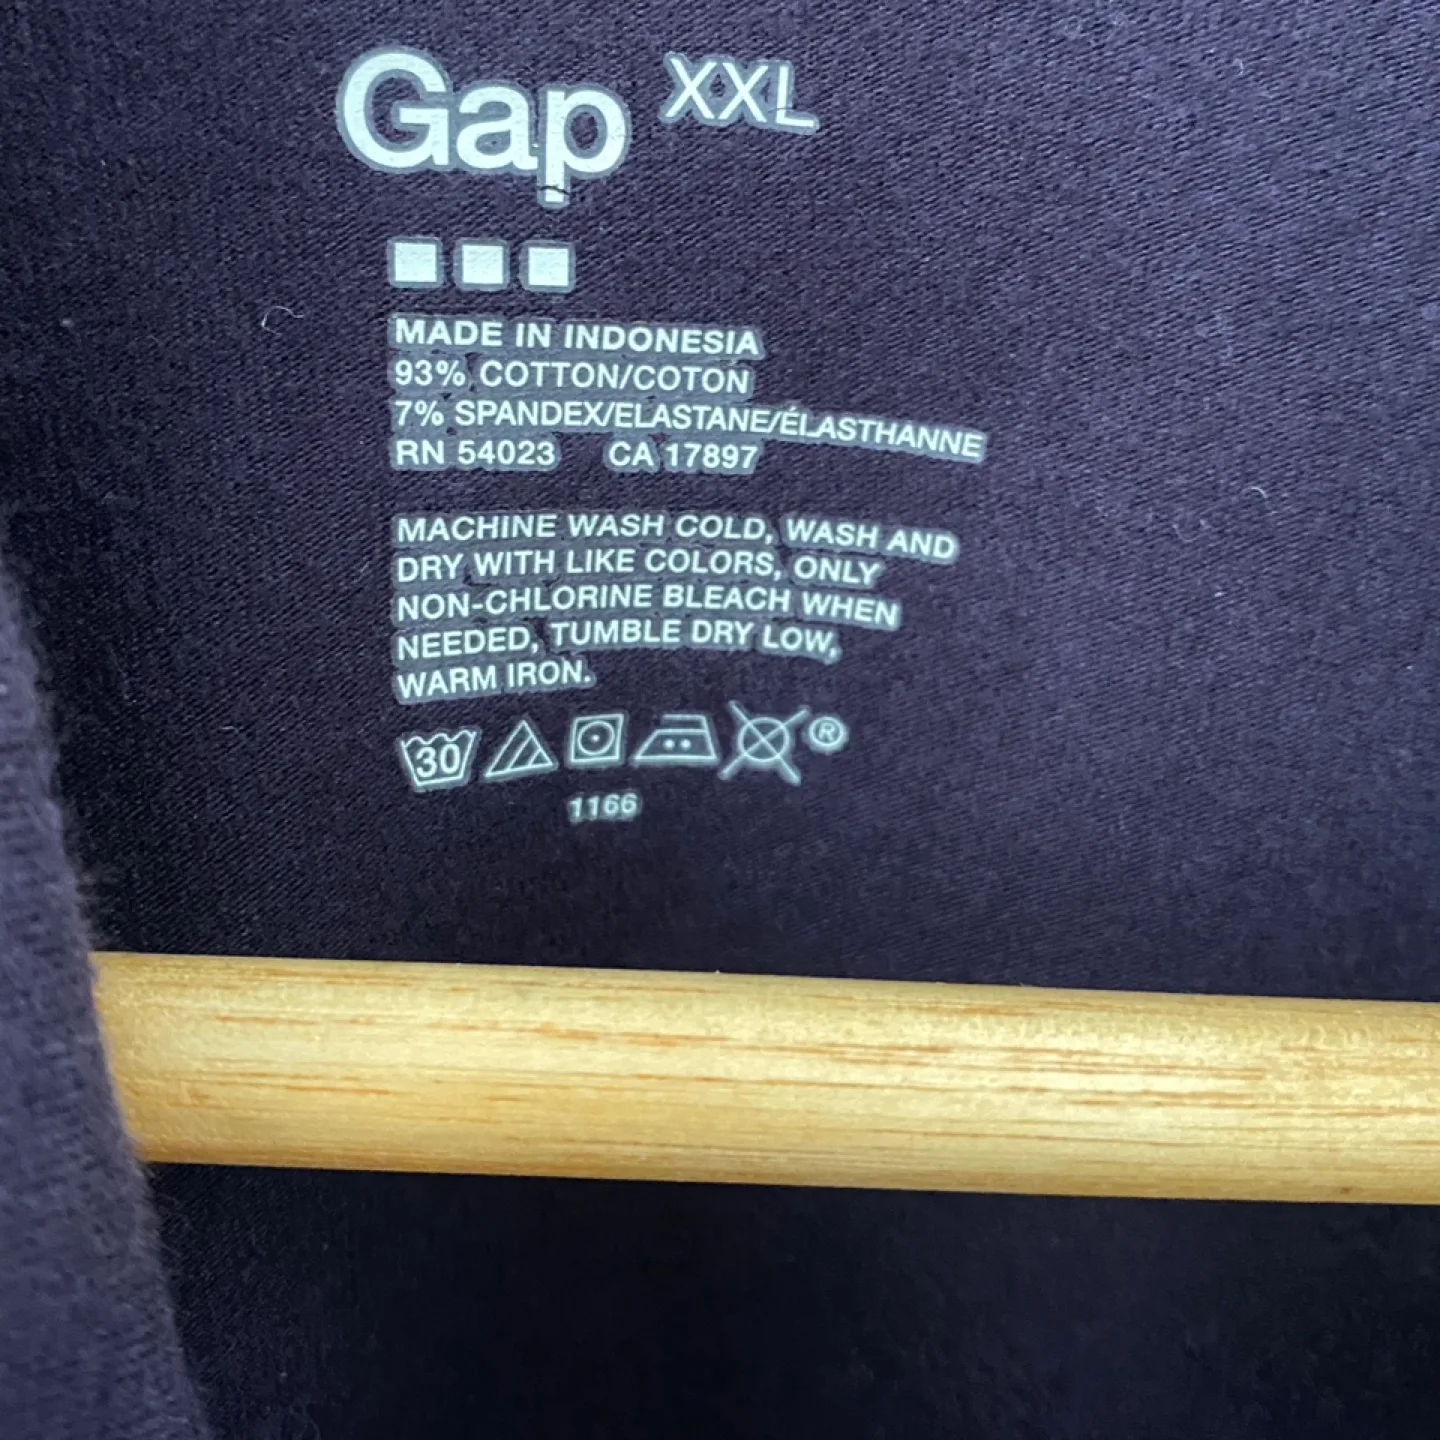 Gap XXL
MADE IN INDONESIA
93% COTTON/COTON
7% SPANDEX/ELASTANE/ÉLASTHANNE
RN 54023 CA 17897
MACHINE WASH COLD, WASH AND
DRY WITH LIKE COLORS, ONLY
NON-CHLORINE BLEACH WHEN
NEEDED, TUMBLE DRY LOW,
WARM IRON.
30 ®
1166